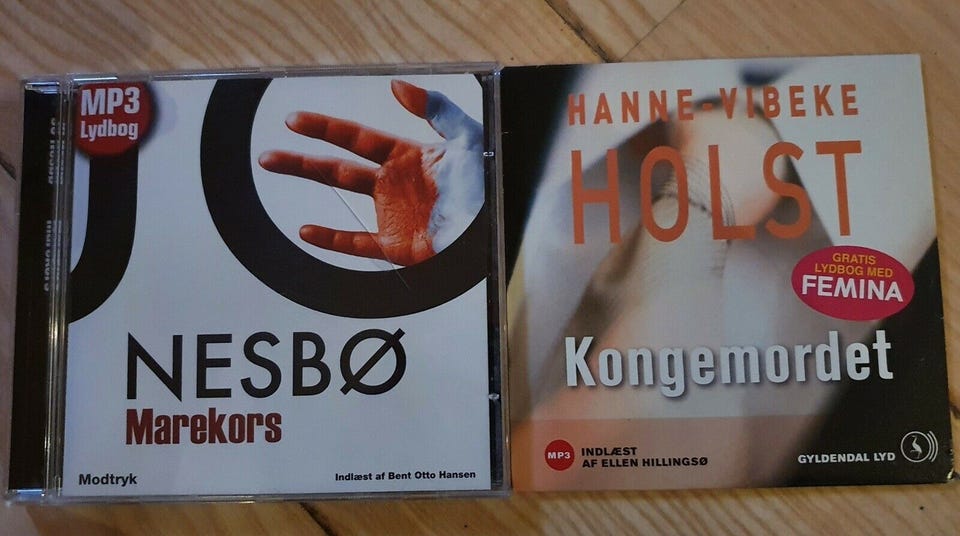 MP3
Lydbog
JO
NESBØ
Marekors
Modtryk
Indlæst af Bent Otto Hansen
HANNE-VIBEKE
HOLST
GRATIS
LYDBOG MED
FEMINA
Kongemordet
MP3
INDLÆST
AF ELLEN HILLINGSØ
GYLDENDAL LYD